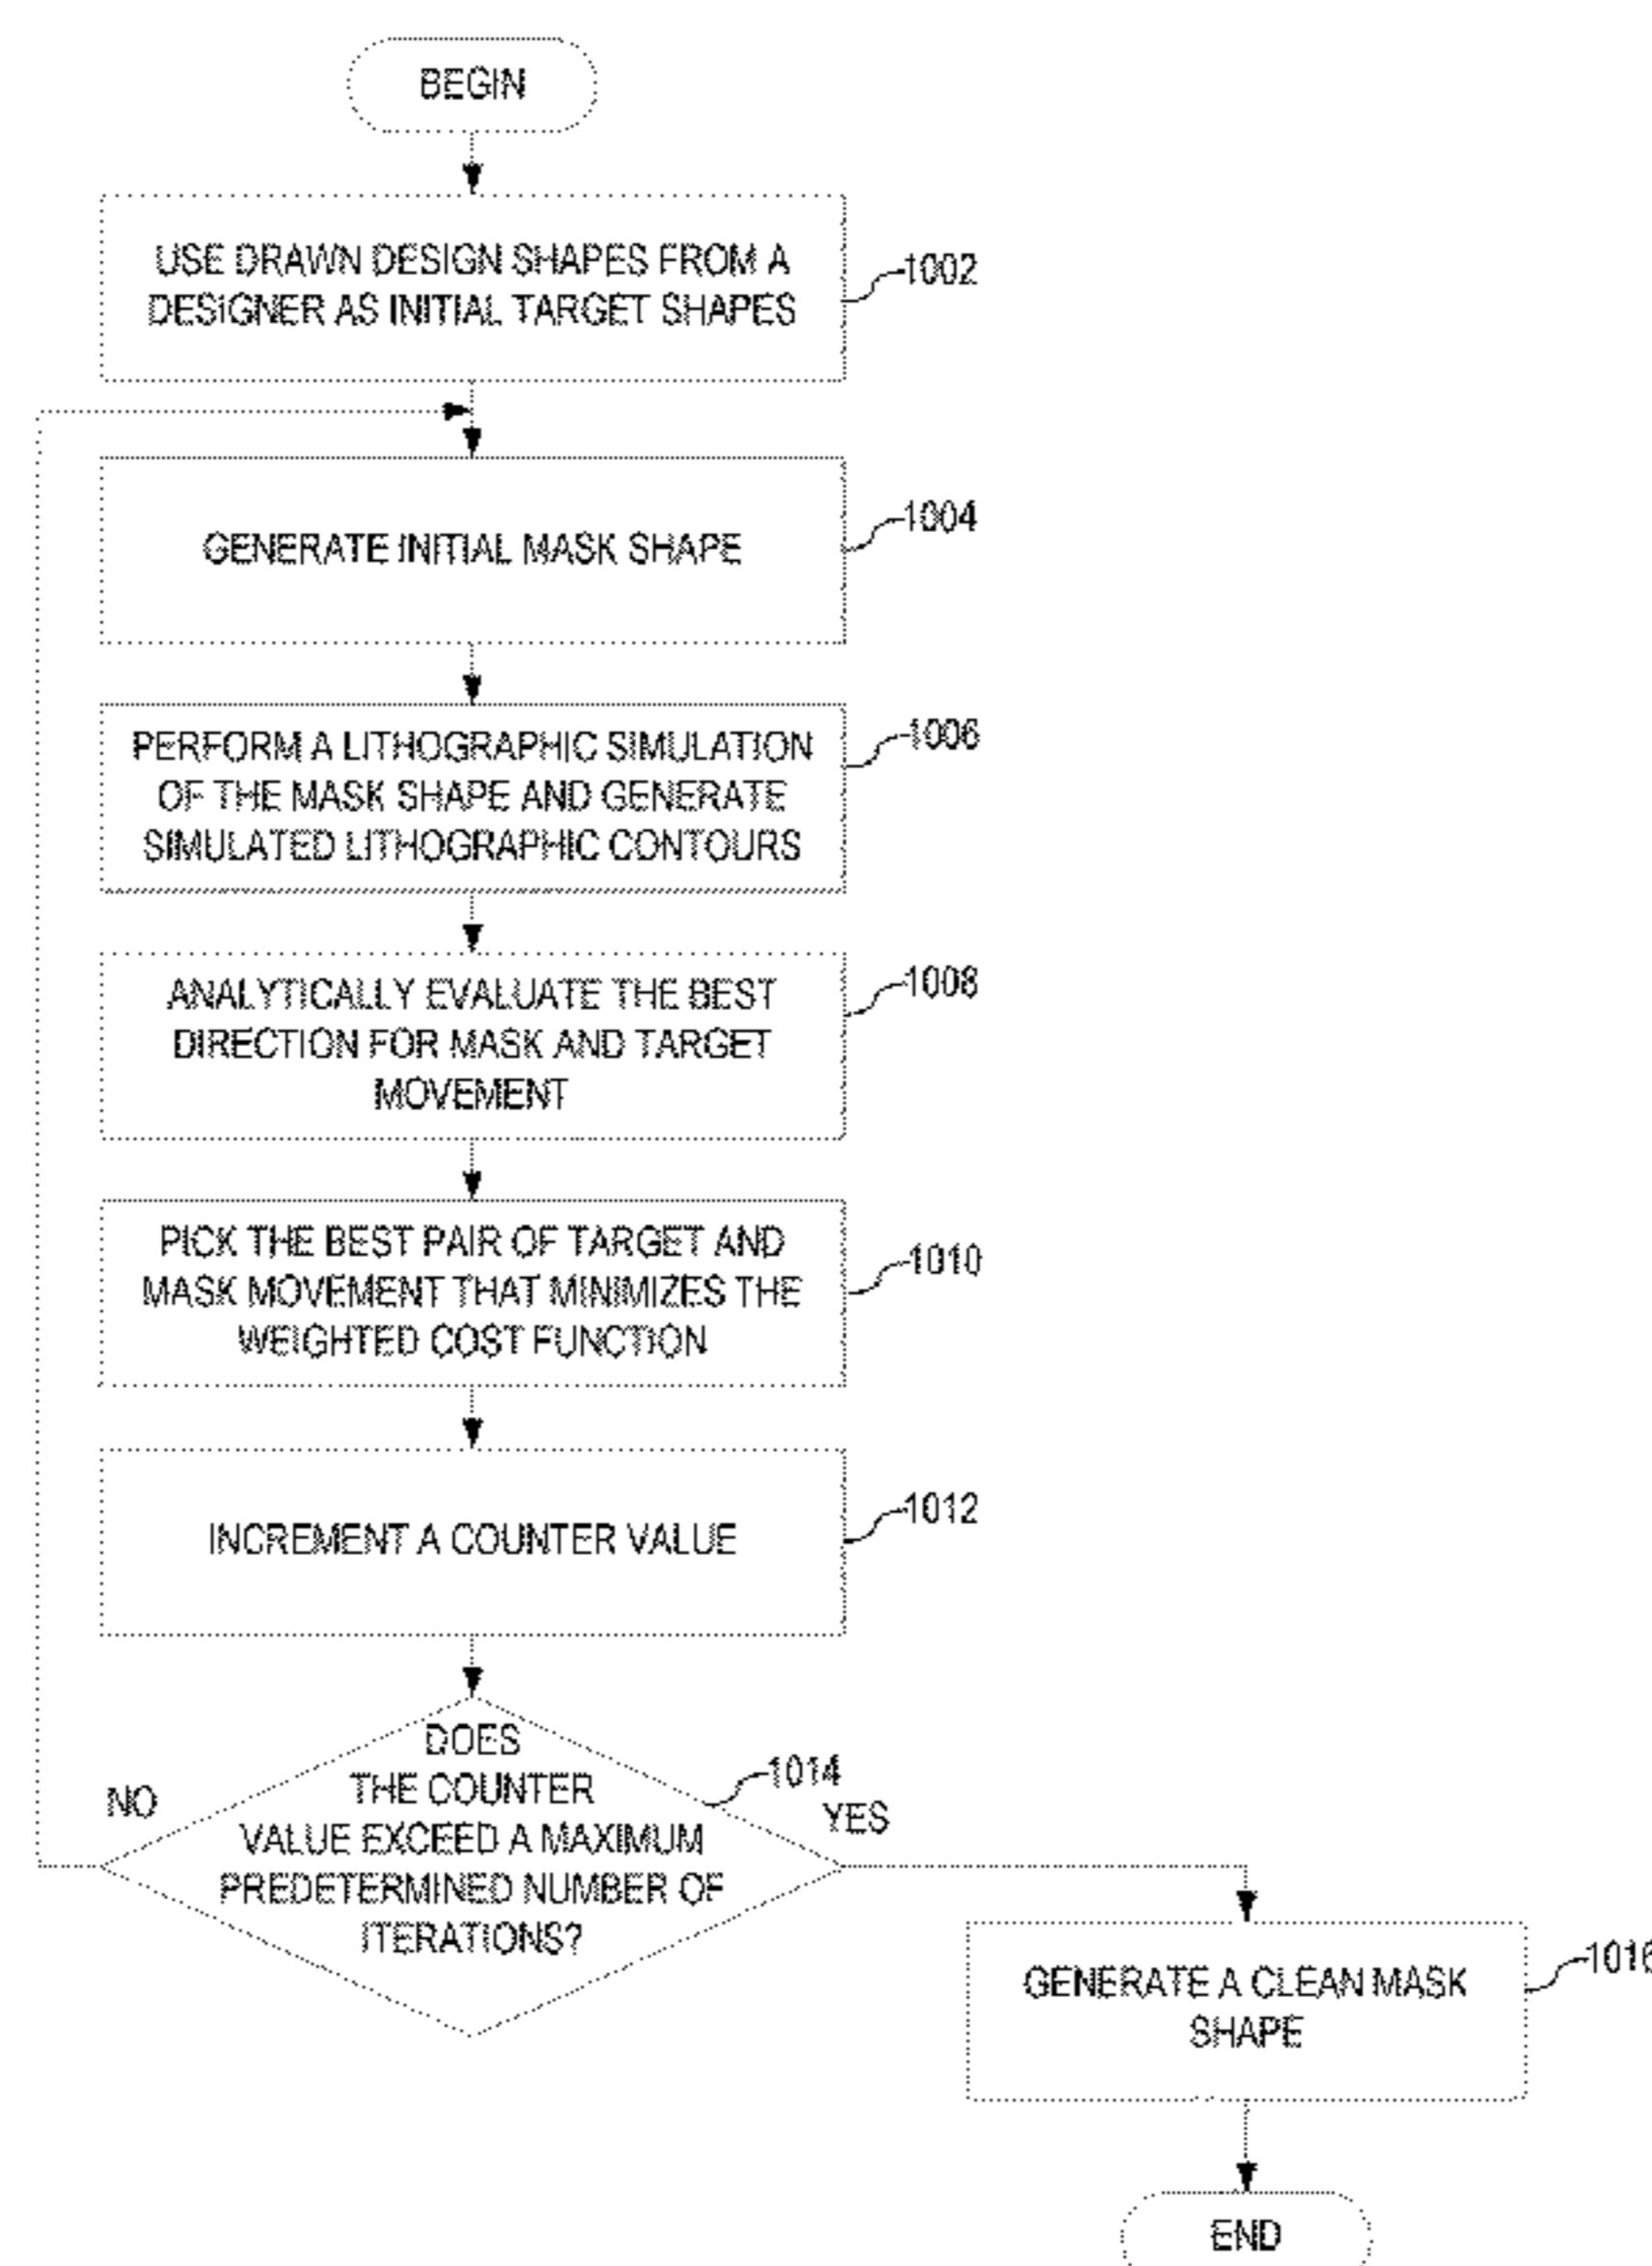 BEGIN
USE DRAWN DESIGN SHAPES FROM A
DESIGNER AS INITIAL TARGET SHAPES
1002
GENERATE INITIAL MASK SHAPE
1004
PERFORM A LITHOGRAPHIC SIMULATION
OF THE MASK SHAPE AND GENERATE
SIMULATED LITHOGRAPHIC CONTOURS
1006
ANALYTICALLY EVALUATE THE BEST
DIRECTION FOR MASK AND TARGET
MOVEMENT
1008
PICK THE BEST PAIR OF TARGET AND
MASK MOVEMENT THAT MINIMIZES THE
WEIGHTED COST FUNCTION
1010
INCREMENT A COUNTER VALUE
1012
DOES
THE COUNTER
VALUE EXCEED A MAXIMUM
PREDETERMINED NUMBER OF
ITERATIONS?
1014
NO
YES
GENERATE A CLEAN MASK
SHAPE
1016
END